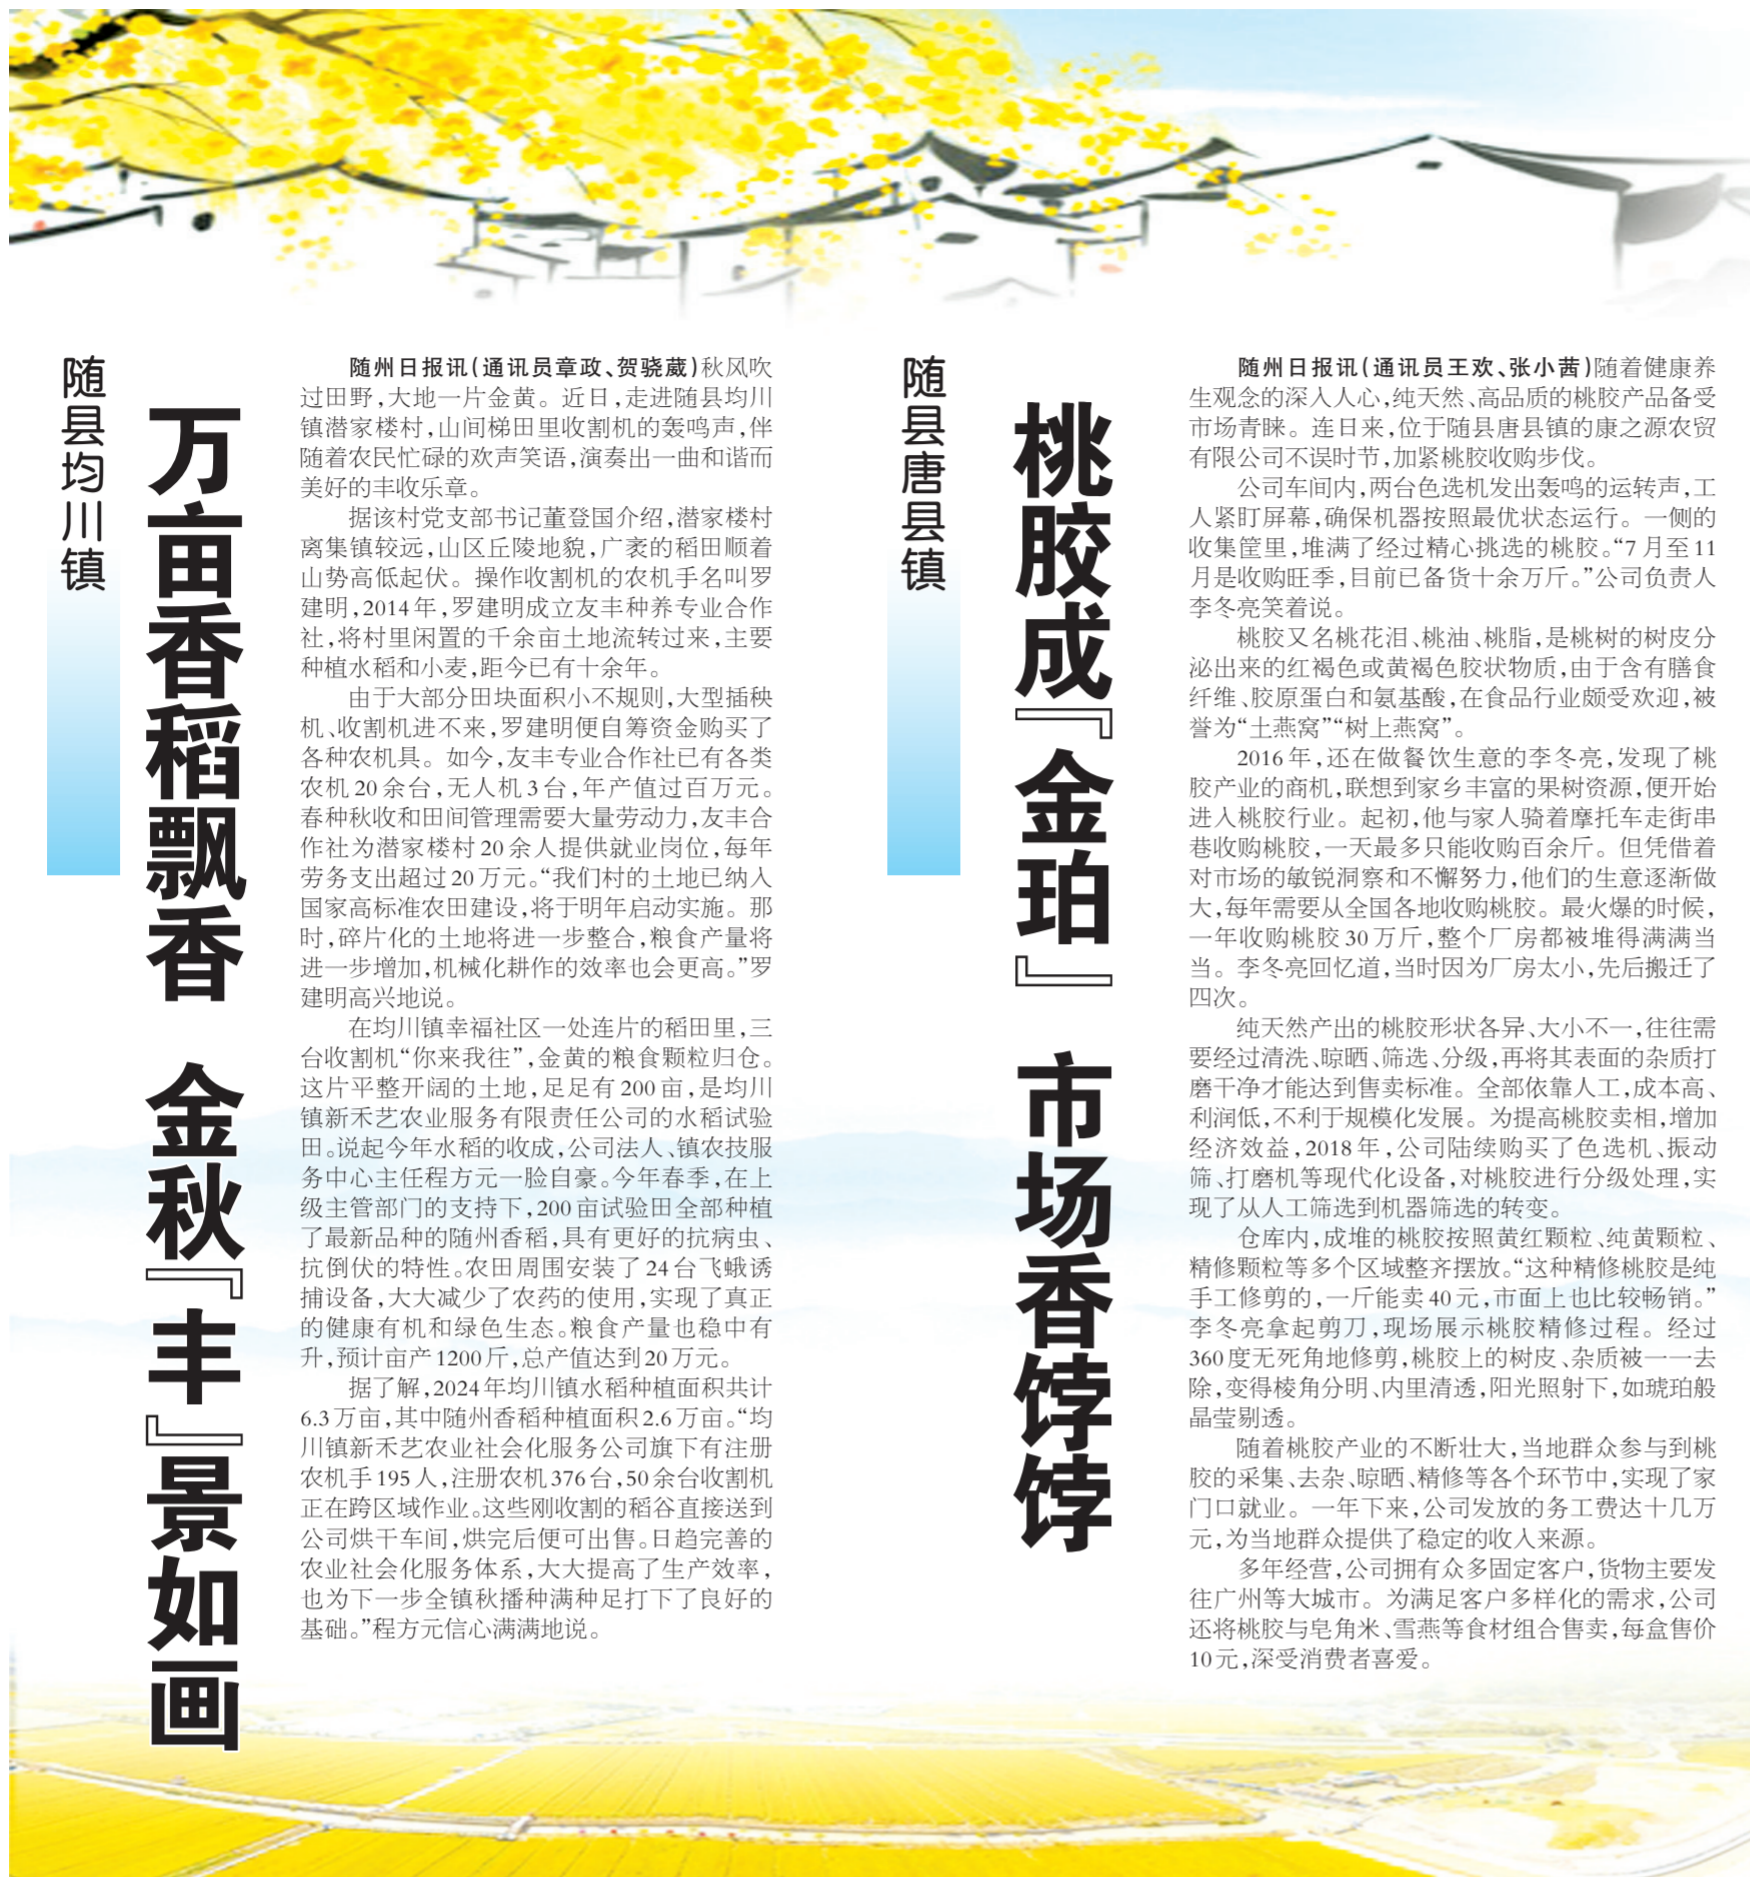 随县均川镇
万亩香稻飘香 金秋『丰』景如画
随州日报讯(通讯员章政、贺骁葳)秋风吹
过田野,大地一片金黄。近日,走进随县均川
镇潜家楼村,山间梯田里收割机的轰鸣声,伴
随着农民忙碌的欢声笑语,演奏出一曲和谐而
美好的丰收乐章。
据该村党支部书记董登国介绍,潜家楼村
离集镇较远,山区丘陵地貌,广袤的稻田顺着
山势高低起伏。操作收割机的农机手名叫罗
建明,2014年,罗建明成立友丰种养专业合作
社,将村里闲置的千余亩土地流转过来,主要
种植水稻和小麦,距今已有十余年。
由于大部分田块面积小不规则,大型插秧
机、收割机进不来,罗建明便自筹资金购买了
各种农机具。如今,友丰专业合作社已有各类
农机20余台,无人机3台,年产值过百万元。
春种秋收和田间管理需要大量劳动力,友丰合
作社为潜家楼村20余人提供就业岗位,每年
劳务支出超过20万元。“我们村的土地已纳入
国家高标准农田建设,将于明年启动实施。那
时,碎片化的土地将进一步整合,粮食产量将
进一步增加,机械化耕作的效率也会更高。”罗
建明高兴地说。
在均川镇幸福社区一处连片的稻田里,三
台收割机“你来我往”,金黄的粮食颗粒归仓。
这片平整开阔的土地,足足有200亩,是均川
镇新禾艺农业服务有限责任公司的水稻试验
田。说起今年水稻的收成,公司法人、镇农技服
务中心主任程方元一脸自豪。今年春季,在上
级主管部门的支持下,200亩试验田全部种植
了最新品种的随州香稻,具有更好的抗病虫、
抗倒伏的特性。农田周围安装了24台飞蛾诱
捕设备,大大减少了农药的使用,实现了真正
的健康有机和绿色生态。粮食产量也稳中有
升,预计亩产1200斤,总产值达到20万元。
据了解,2024年均川镇水稻种植面积共计
6.3万亩,其中随州香稻种植面积2.6万亩。“均
川镇新禾艺农业社会化服务公司旗下有注册
农机手195人,注册农机376台,50余台收割机
正在跨区域作业。这些刚收割的稻谷直接送到
公司烘干车间,烘完后便可出售。日趋完善的
农业社会化服务体系,大大提高了生产效率,
也为下一步全镇秋播种满种足打下了良好的
基础。”程方元信心满满地说。
随县唐县镇
桃胶成『金珀』 市场香饽饽
随州日报讯(通讯员王欢、张小茜)随着健康养
生观念的深入人心,纯天然、高品质的桃胶产品备受
市场青睐。连日来,位于随县唐县镇的康之源农贸
有限公司不误时节,加紧桃胶收购步伐。
公司车间内,两台色选机发出轰鸣的运转声,工
人紧盯屏幕,确保机器按照最优状态运行。一侧的
收集筐里,堆满了经过精心挑选的桃胶。“7月至11
月是收购旺季,目前已备货十余万斤。”公司负责人
李冬亮笑着说。
桃胶又名桃花泪、桃油、桃脂,是桃树的树皮分
泌出来的红褐色或黄褐色胶状物质,由于含有膳食
纤维、胶原蛋白和氨基酸,在食品行业颇受欢迎,被
誉为“土燕窝”“树上燕窝”。
2016年,还在做餐饮生意的李冬亮,发现了桃
胶产业的商机,联想到家乡丰富的果树资源,便开始
进入桃胶行业。起初,他与家人骑着摩托车走街串
巷收购桃胶,一天最多只能收购百余斤。但凭借着
对市场的敏锐洞察和不懈努力,他们的生意逐渐做
大,每年需要从全国各地收购桃胶。最火爆的时候,
一年收购桃胶30万斤,整个厂房都被堆得满满当
当。李冬亮回忆道,当时因为厂房太小,先后搬迁了
四次。
纯天然产出的桃胶形状各异、大小不一,往往需
要经过清洗、晾晒、筛选、分级,再将其表面的杂质打
磨干净才能达到售卖标准。全部依靠人工,成本高、
利润低,不利于规模化发展。为提高桃胶卖相,增加
经济效益,2018年,公司陆续购买了色选机、振动
筛、打磨机等现代化设备,对桃胶进行分级处理,实
现了从人工筛选到机器筛选的转变。
仓库内,成堆的桃胶按照黄红颗粒、纯黄颗粒、
精修颗粒等多个区域整齐摆放。“这种精修桃胶是纯
手工修剪的,一斤能卖40元,市面上也比较畅销。”
李冬亮拿起剪刀,现场展示桃胶精修过程。经过
360度无死角地修剪,桃胶上的树皮、杂质被一一去
除,变得棱角分明、内里清透,阳光照射下,如琥珀般
晶莹剔透。
随着桃胶产业的不断壮大,当地群众参与到桃
胶的采集、去杂、晾晒、精修等各个环节中,实现了家
门口就业。一年下来,公司发放的务工费达十几万
元,为当地群众提供了稳定的收入来源。
多年经营,公司拥有众多固定客户,货物主要发
往广州等大城市。为满足客户多样化的需求,公司
还将桃胶与皂角米、雪燕等食材组合售卖,每盒售价
10元,深受消费者喜爱。